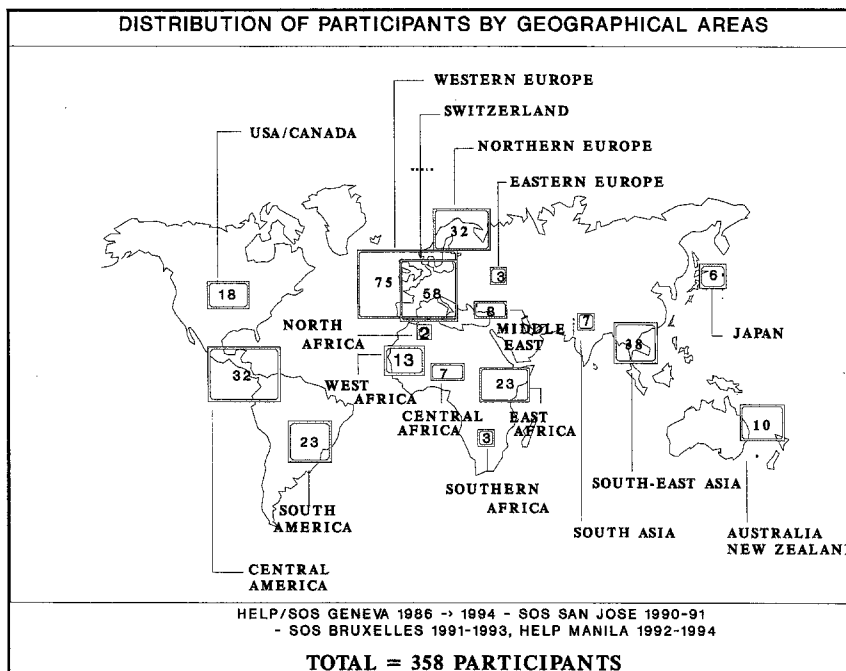 DISTRIBUTION OF PARTICIPANTS BY GEOGRAPHICAL AREAS
WESTERN EUROPE
SWITZERLAND
USA/CANADA
NORTHERN EUROPE
EASTERN EUROPE
32
75
58
3
18
6
8
7
NORTH
AFRICA
2
MIDDLE
EAST
JAPAN
38
13
7
23
32
WEST
AFRICA
CENTRAL
AFRICA
EAST
AFRICA
23
3
10
SOUTHERN
AFRICA
SOUTH-EAST ASIA
SOUTH
AMERICA
SOUTH ASIA
AUSTRALIA
NEW ZEALAND
CENTRAL
AMERICA
HELP/SOS GENEVA 1986 -> 1994 - SOS SAN JOSE 1990-91
- SOS BRUXELLES 1991-1993, HELP MANILA 1992-1994
TOTAL = 358 PARTICIPANTS